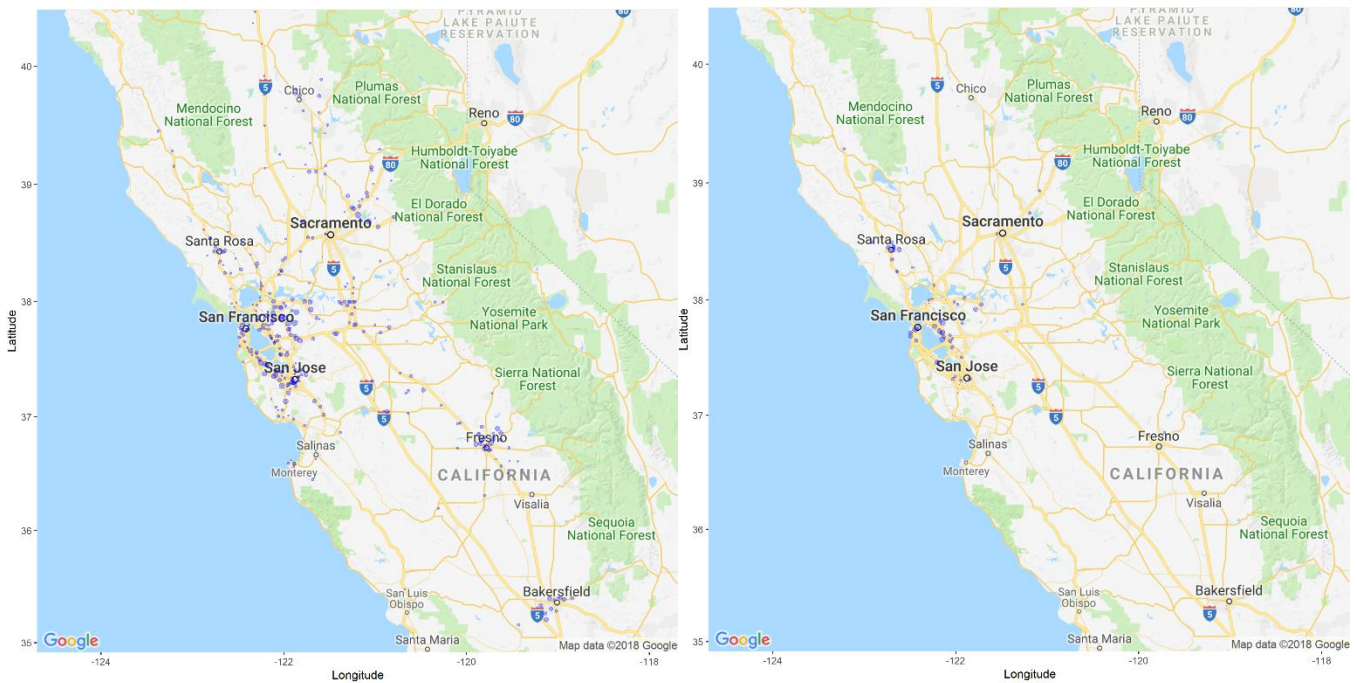 PYRAMID
LAKE PAIUTE
RESERVATION
80
40
5
Chico
Plumas
National Forest
Mendocino
National Forest
Reno
80
Humboldt-Toiyabe
National Forest
80
39
El Dorado
National Forest
Sacramento
Santa Rosa
5
Stanislaus
National Forest
38
San Francisco
Yosemite
National Park
Latitude
San Jose
5
Sierra National
Forest
37
5
Fresno
Salinas
Monterey
CALIFORNIA
Visalia
36
Sequoia
National Forest
San Luis
Obispo
Bakersfield
5
35
Google
Santa Maria
Map data ©2018 Google
-124
-122
-120
-118
Longitude
PYRAMID
LAKE PAIUTE
RESERVATION
80
40
5
Chico
Plumas
National Forest
Mendocino
National Forest
Reno
80
Humboldt-Toiyabe
National Forest
80
39
El Dorado
National Forest
Sacramento
Santa Rosa
5
Stanislaus
National Forest
38
San Francisco
Yosemite
National Park
Latitude
San Jose
5
Sierra National
Forest
37
5
Fresno
Salinas
Monterey
CALIFORNIA
Visalia
36
Sequoia
National Forest
San Luis
Obispo
Bakersfield
5
35
Google
Santa Maria
Map data ©2018 Google
-124
-122
-120
-118
Longitude